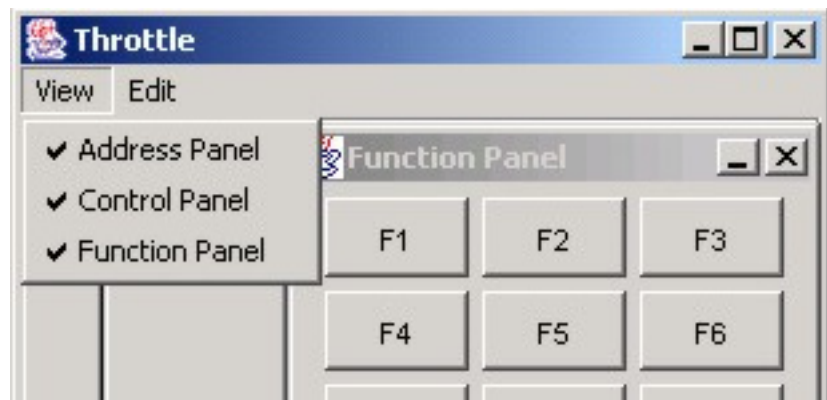 Throttle
View Edit
Address Panel
Control Panel
Function Panel
Function Panel
F1 F2 F3
F4 F5 F6